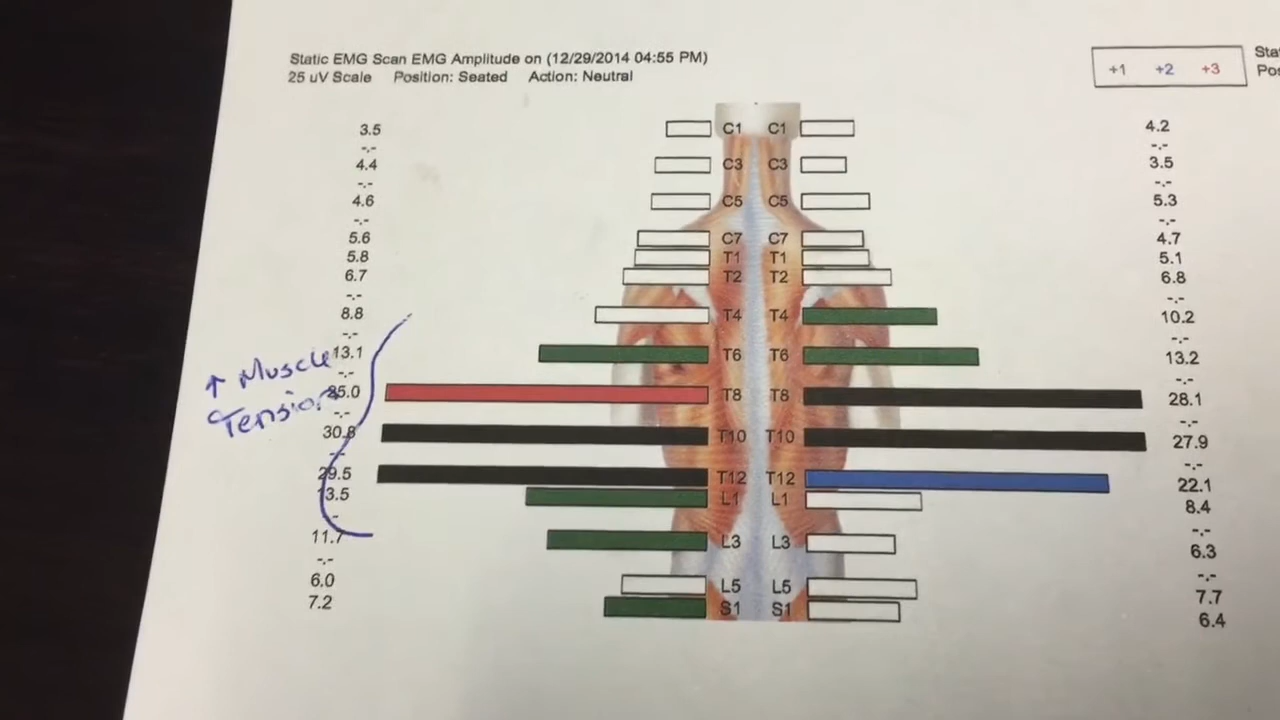 Static EMG Scan EMG Amplitude on (12/29/2014 04:55 PM)
25 uV Scale Position: Seated Action: Neutral
+1 +2 +3
Sta
Pos
3.5 C1 C1 4.2
-.- -.-
4.4 C3 C3 3.5
-.- -.-
4.6 C5 C5 5.3
-.- -.-
5.6 C7 C7 4.7
5.8 T1 T1 5.1
6.7 T2 T2 6.8
-.- -.-
8.8 T4 T4 10.2
-.- -.-
13.1 T6 T6 13.2
-.- -.-
25.0 T8 T8 28.1
-.- -.-
30.8 T10 T10 27.9
-.- -.-
29.5 T12 T12 22.1
13.5 L1 L1 8.4
-.- -.-
11.7 L3 L3 6.3
-.- -.-
6.0 L5 L5 7.7
7.2 S1 S1 6.4
↑ Muscle
Tension